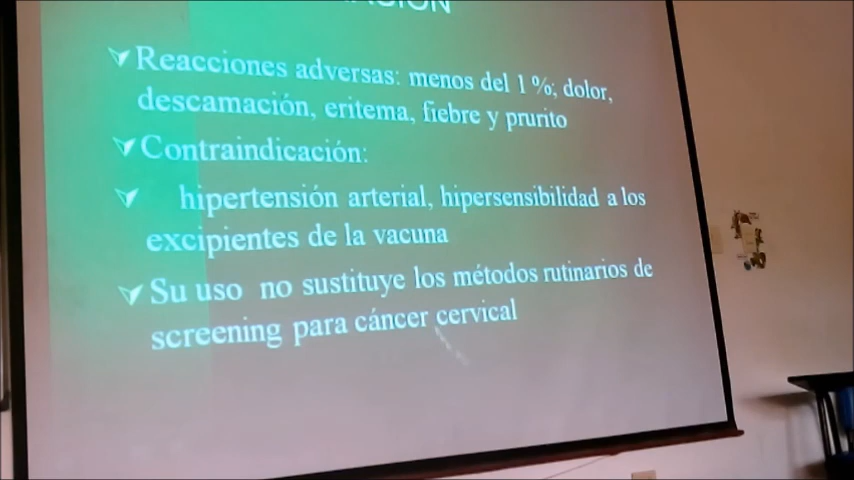 Reacciones adversas: menos del 1%; dolor,
descamación, eritema, fiebre y prurito
Contraindicación:
hipertensión arterial, hipersensibilidad a los
excipientes de la vacuna
Su uso no sustituye los métodos rutinarios de
screening para cáncer cervical